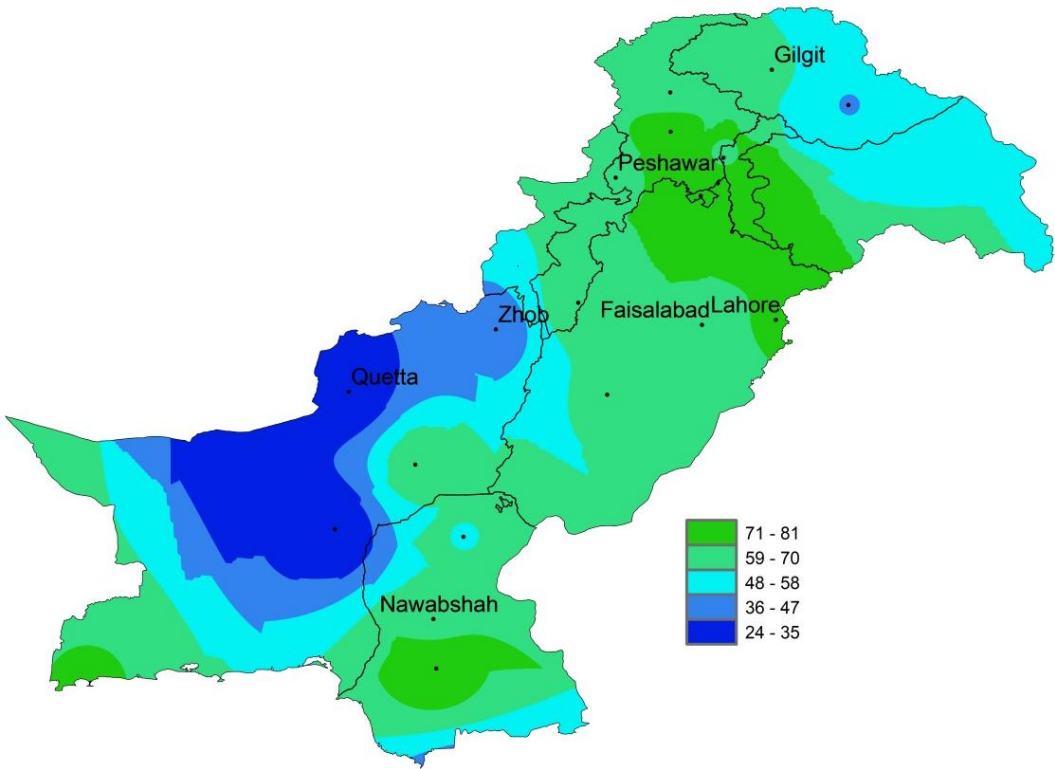 Gilgit
Peshawar
Zhob
Faisalabad
Lahore
Quetta
Nawabshah
71 - 81
59 - 70
48 - 58
36 - 47
24 - 35